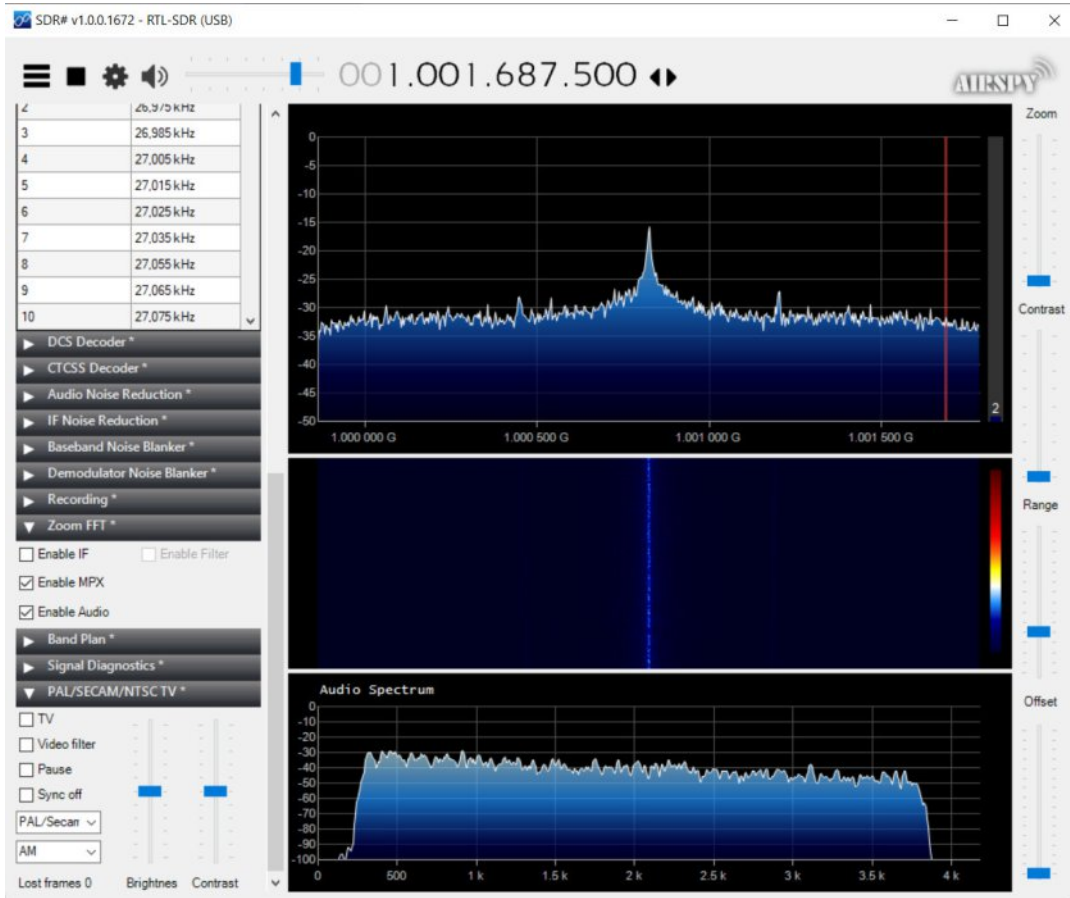 SDR# v1.0.0.1672 - RTL-SDR (USB)
001.001.687.500
AIRSPY
2 26,975 kHz
3 26,985 kHz
4 27,005 kHz
5 27,015 kHz
6 27,025 kHz
7 27,035 kHz
8 27,055 kHz
9 27,065 kHz
10 27,075 kHz
DCS Decoder *
CTCSS Decoder *
Audio Noise Reduction *
IF Noise Reduction *
Baseband Noise Blanker *
Demodulator Noise Blanker *
Recording *
Zoom FFT *
Enable IF Enable Filter
Enable MPX
Enable Audio
Band Plan *
Signal Diagnostics *
PAL/SECAM/NTSC TV *
TV
Video filter
Pause
Sync off
PAL/Secam
AM
Lost frames 0 Brightnes Contrast
0
-5
-10
-15
-20
-25
-30
-35
-40
-45
-50
1.000 000 G 1.000 500 G 1.001 000 G 1.001 500 G
2
Audio Spectrum
0
-10
-20
-30
-40
-50
-60
-70
-80
-90
-100
0 500 1 k 1.5 k 2 k 2.5 k 3 k 3.5 k 4 k
Zoom
Contrast
Range
Offset